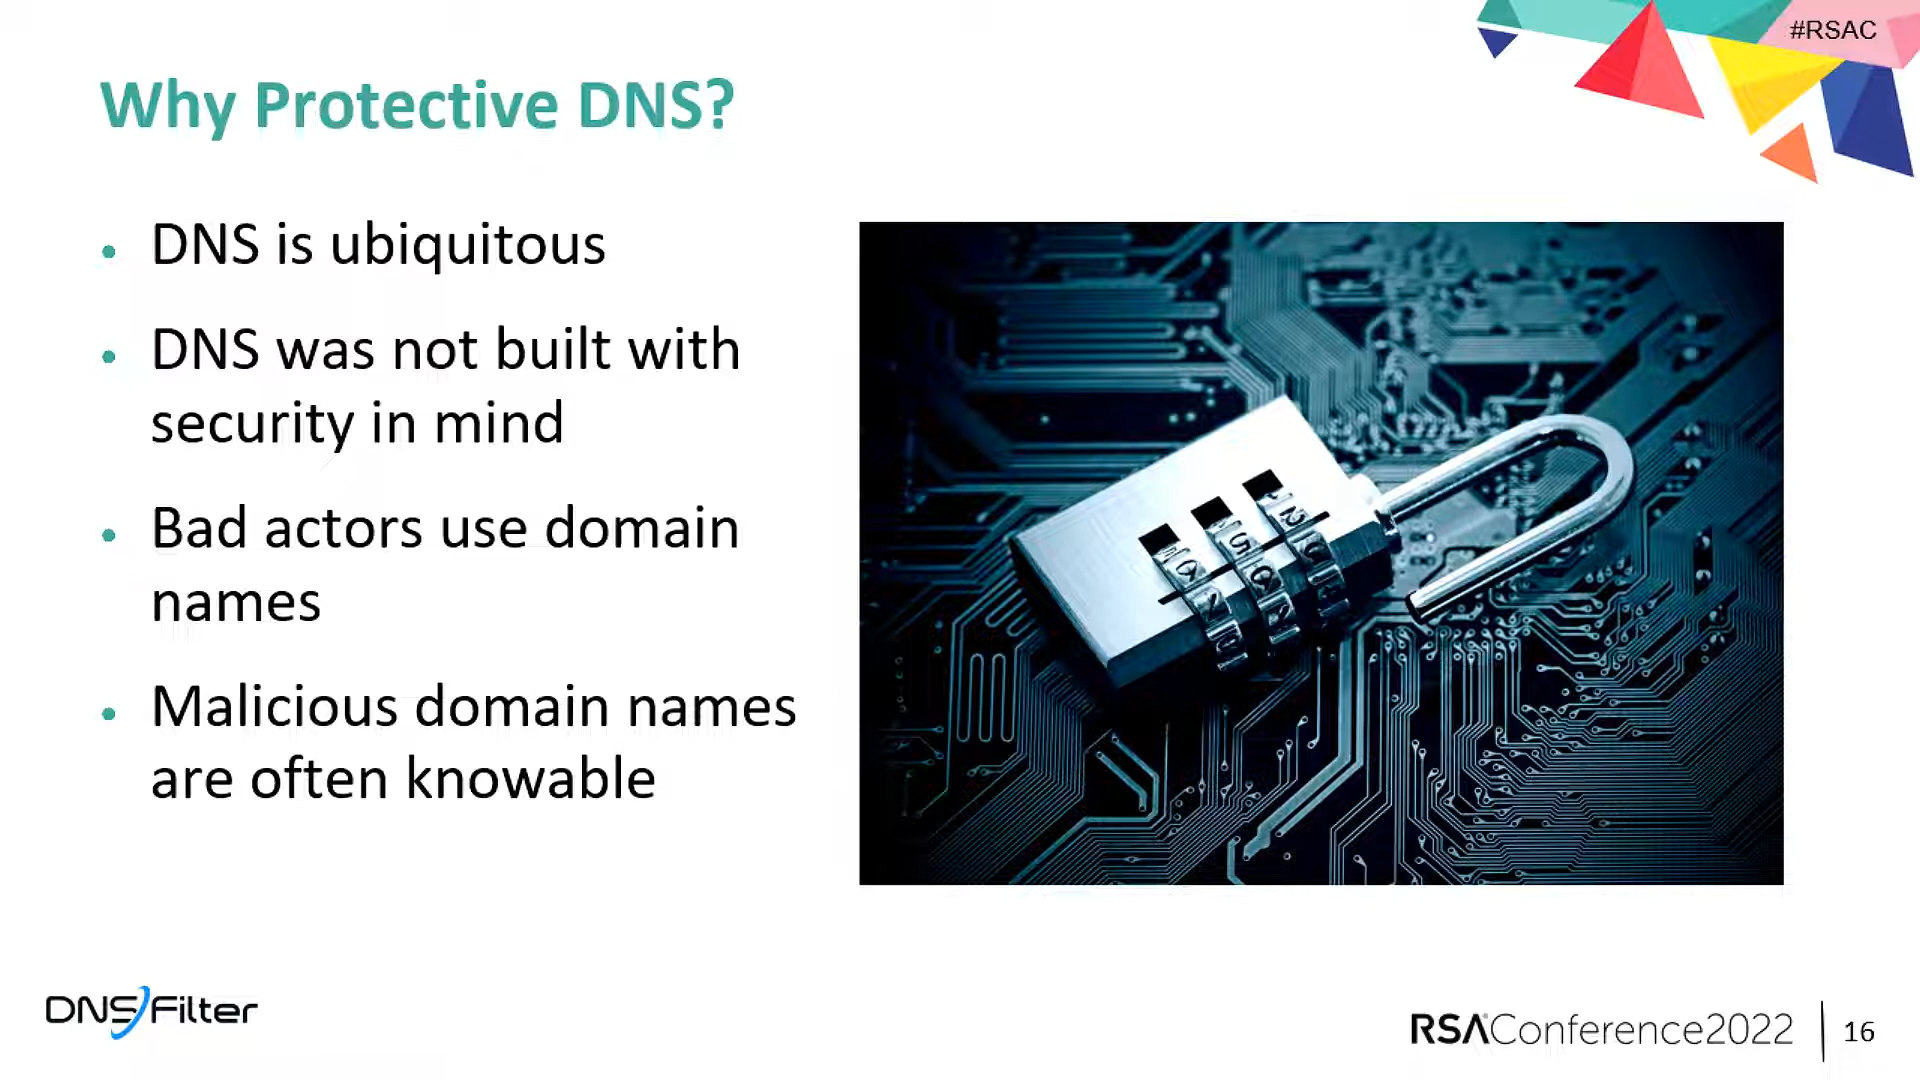 #RSAC
Why Protective DNS?
• DNS is ubiquitous
• DNS was not built with
security in mind
• Bad actors use domain
names
• Malicious domain names
are often knowable
DNSFilter
RSAConference2022
16